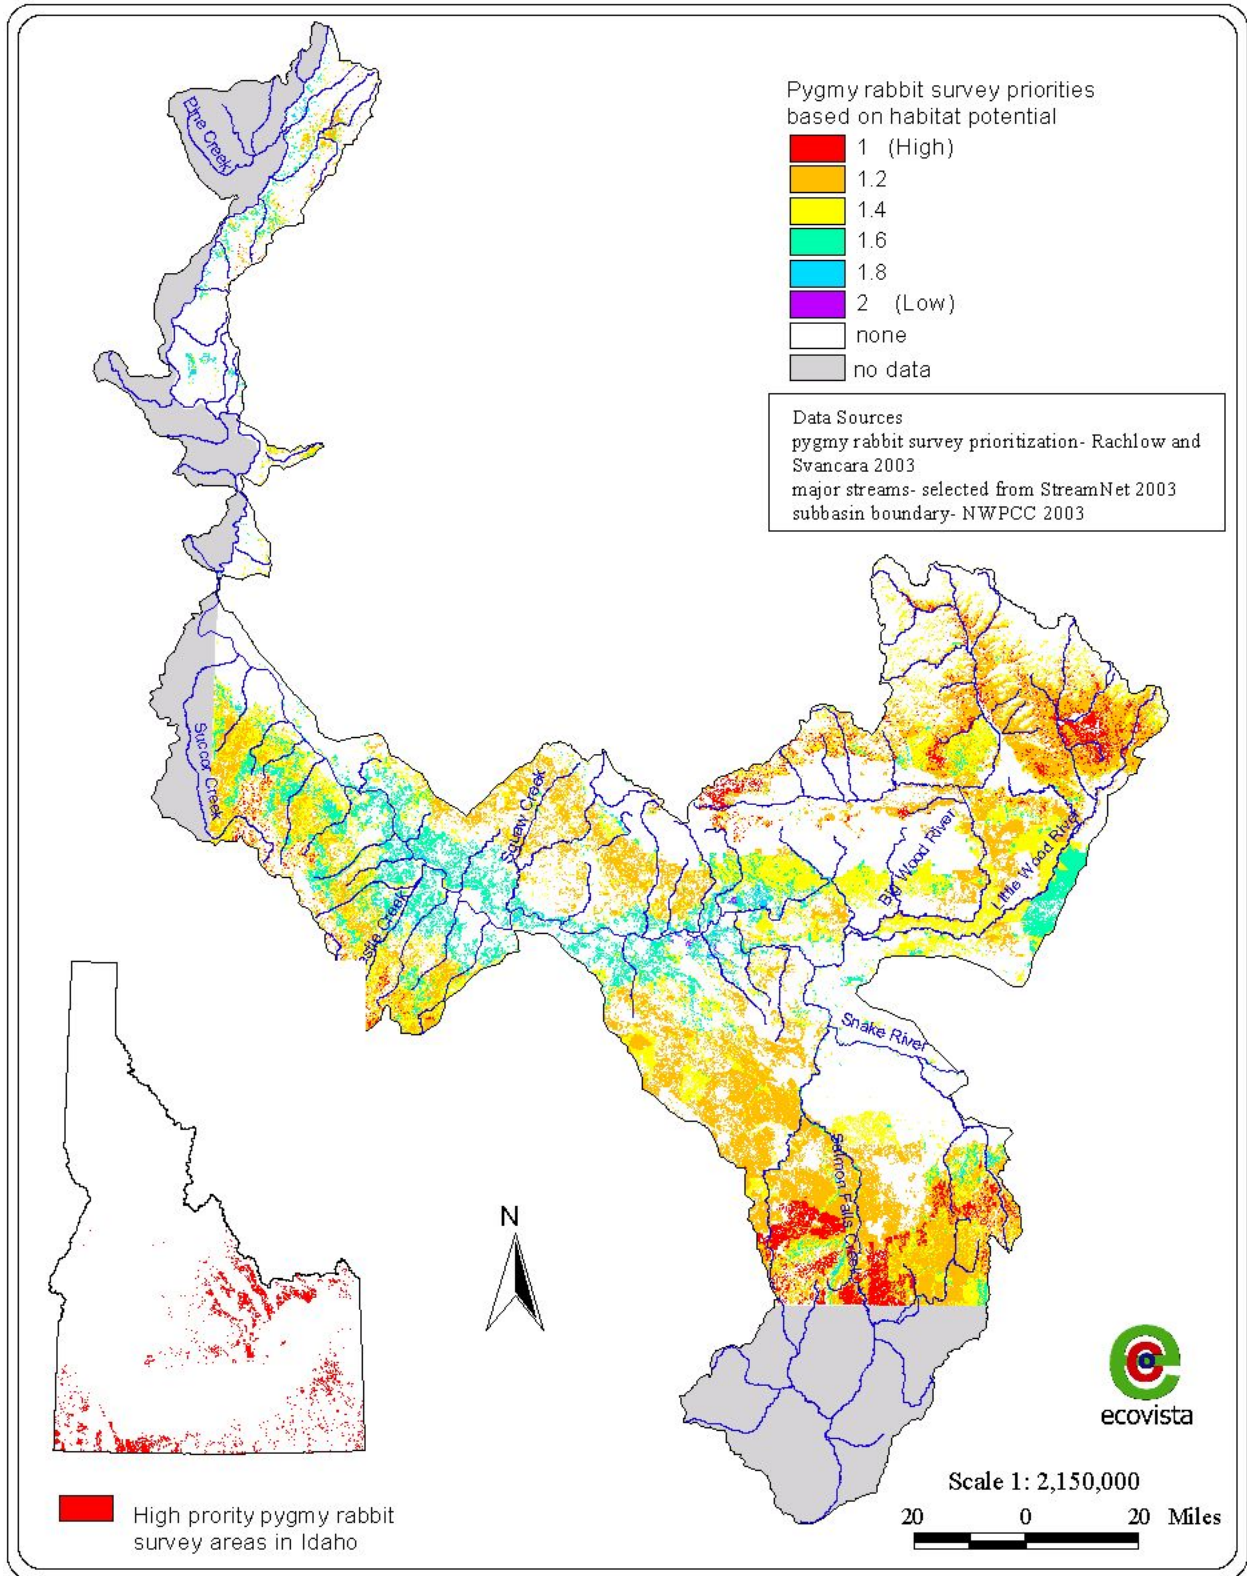 Pygmy rabbit survey priorities
based on habitat potential
1 (High)
1.2
1.4
1.6
1.8
2 (Low)
none
no data
Data Sources
pygmy rabbit survey prioritization- Rachlow and
Svancara 2003
major streams- selected from StreamNet 2003
subbasin boundary- NWPCC 2003
Pine Creek
Succor Creek
Squaw Creek
Big Wood River
Little Wood River
stle Creek
Snake River
Salmon Falls Creek
N
ecovista
Scale 1: 2,150,000
20 0 20 Miles
High prority pygmy rabbit
survey areas in Idaho